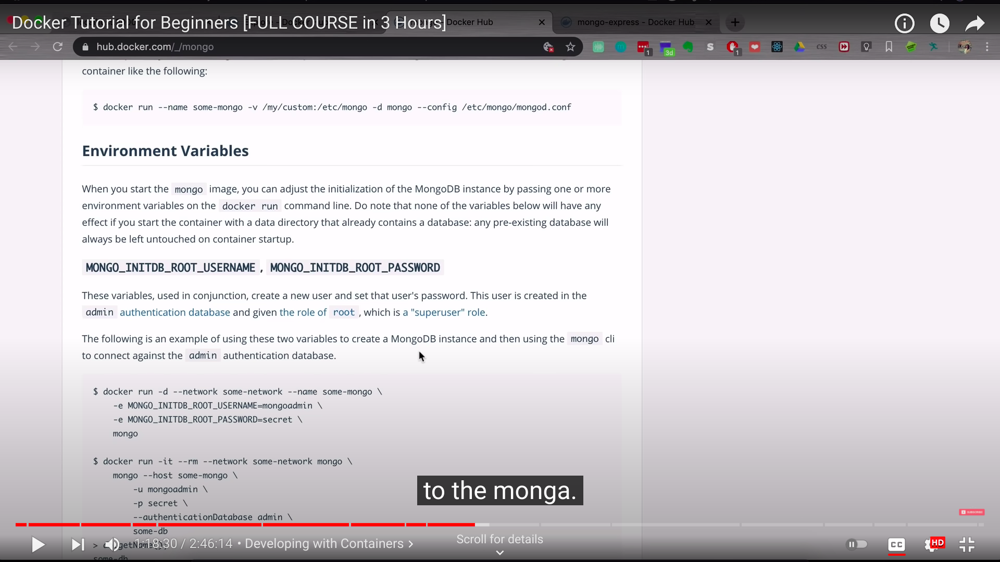 Docker Tutorial for Beginners [FULL COURSE in 3 Hours]
Docker Hub
mongo-express - Docker Hub
hub.docker.com/_/mongo
1
3d
S
1
css
container like the following:
$ docker run --name some-mongo -v /my/custom:/etc/mongo -d mongo --config /etc/mongo/mongod.conf
Environment Variables
When you start the mongo image, you can adjust the initialization of the MongoDB instance by passing one or more
environment variables on the docker run command line. Do note that none of the variables below will have any
effect if you start the container with a data directory that already contains a database: any pre-existing database will
always be left untouched on container startup.
MONGO_INITDB_ROOT_USERNAME , MONGO_INITDB_ROOT_PASSWORD
These variables, used in conjunction, create a new user and set that user's password. This user is created in the
admin authentication database and given the role of root , which is a "superuser" role.
The following is an example of using these two variables to create a MongoDB instance and then using the mongo cli
to connect against the admin authentication database.
$ docker run -d --network some-network --name some-mongo \
-e MONGO_INITDB_ROOT_USERNAME=mongoadmin \
-e MONGO_INITDB_ROOT_PASSWORD=secret \
mongo
$ docker run -it --rm --network some-network mongo \
mongo --host some-mongo \
-u mongoadmin \
-p secret \
--authenticationDatabase admin \
some-db
to the monga.
SUBSCRIBE
1:18:30 / 2:46:14 • Developing with Containers
Scroll for details
CC
HD
some-db